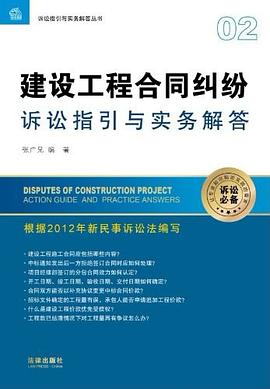 诉讼指引与实务解答丛书
02
建设工程合同纠纷
诉讼指引与实务解答
张广兄 编 著
DISPUTES OF CONSTRUCTION PROJECT
ACTION GUIDE AND PRACTICE ANSWERS
诉讼
必备
根据2012年新民事诉讼法编写
• 建设工程施工合同应包括哪些内容?
• 中标通知发出后一方拒绝签订合同时应如何处理?
• 项目经理部签订的分包合同效力如何认定?
• 开工日期、竣工日期、验收日期、交付日期如何确定?
• 合同双方能否以补充协议变更中标合同价款?
• 招标文件确定的工程量有误,承包人能否申请追加工程价款?
• 什么是建设工程价款优先受偿权?
• 工程款已结清情况下对工程量再有争议怎么办?
法律出版社